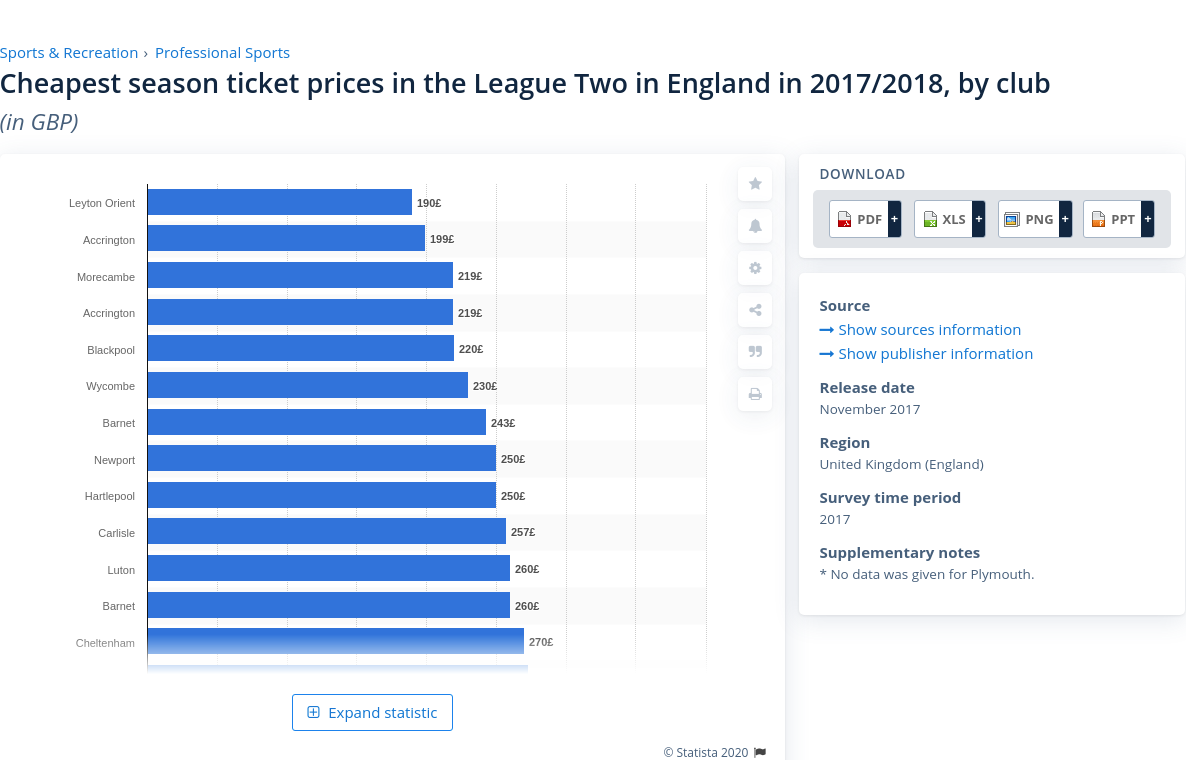 Sports & Recreation › Professional Sports
Cheapest season ticket prices in the League Two in England in 2017/2018, by club
(in GBP)
Leyton Orient 190£
Accrington 199£
Morecambe 219£
Accrington 219£
Blackpool 220£
Wycombe 230£
Barnet 243£
Newport 250£
Hartlepool 250£
Carlisle 257£
Luton 260£
Barnet 260£
Cheltenham 270£
Expand statistic
© Statista 2020
DOWNLOAD
PDF + XLS + PNG + PPT +
Source
Show sources information
Show publisher information
Release date
November 2017
Region
United Kingdom (England)
Survey time period
2017
Supplementary notes
* No data was given for Plymouth.